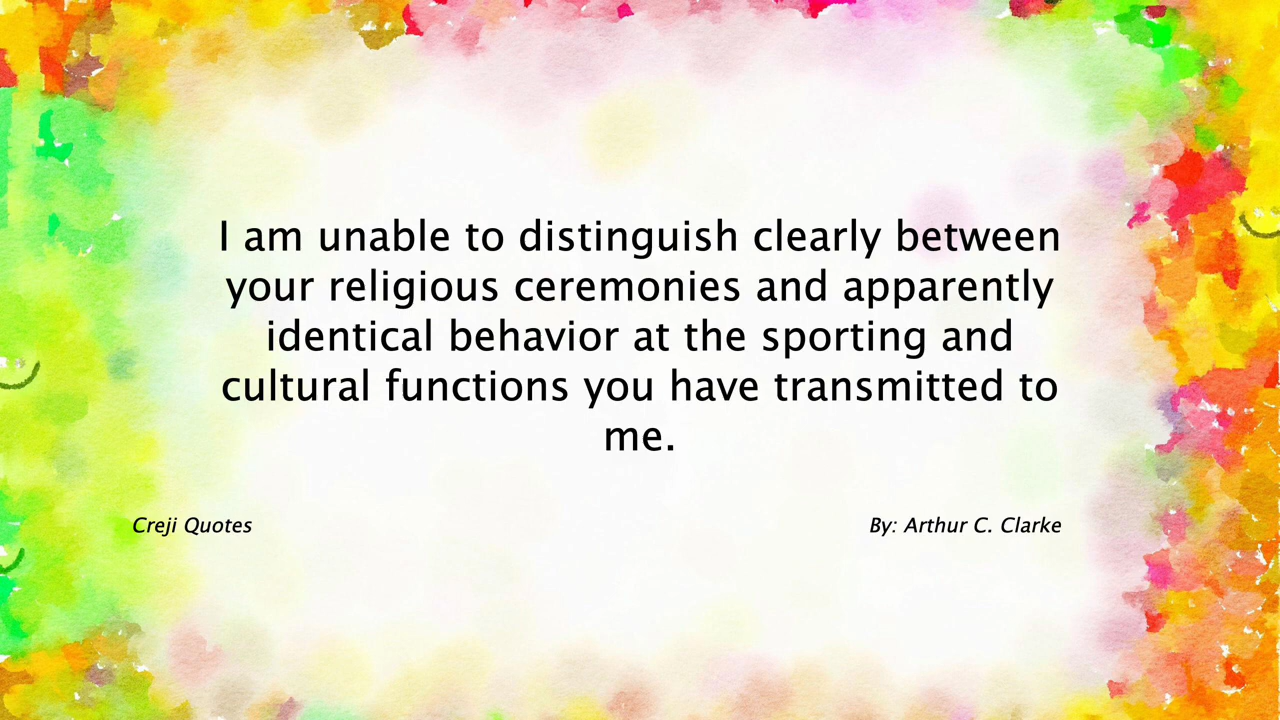 I am unable to distinguish clearly between
your religious ceremonies and apparently
identical behavior at the sporting and
cultural functions you have transmitted to
me.
Creji Quotes
By: Arthur C. Clarke